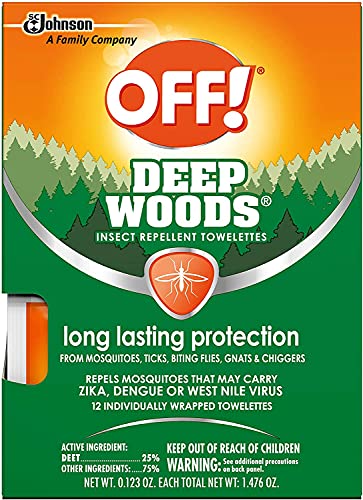 SC Johnson
A Family Company
OFF!®
DEEP
WOODS®
INSECT REPELLENT TOWELETTES
long lasting protection
FROM MOSQUITOES, TICKS, BITING FLIES, GNATS & CHIGGERS
REPELS MOSQUITOES THAT MAY CARRY
ZIKA, DENGUE OR WEST NILE VIRUS
12 INDIVIDUALLY WRAPPED TOWELETTES
ACTIVE INGREDIENT:
DEET......................25%
OTHER INGREDIENTS:.....75%
KEEP OUT OF REACH OF CHILDREN
WARNING: See additional precautions
on back panel.
NET WT. 0.123 OZ. EACH TOTAL NET WT: 1.476 OZ.